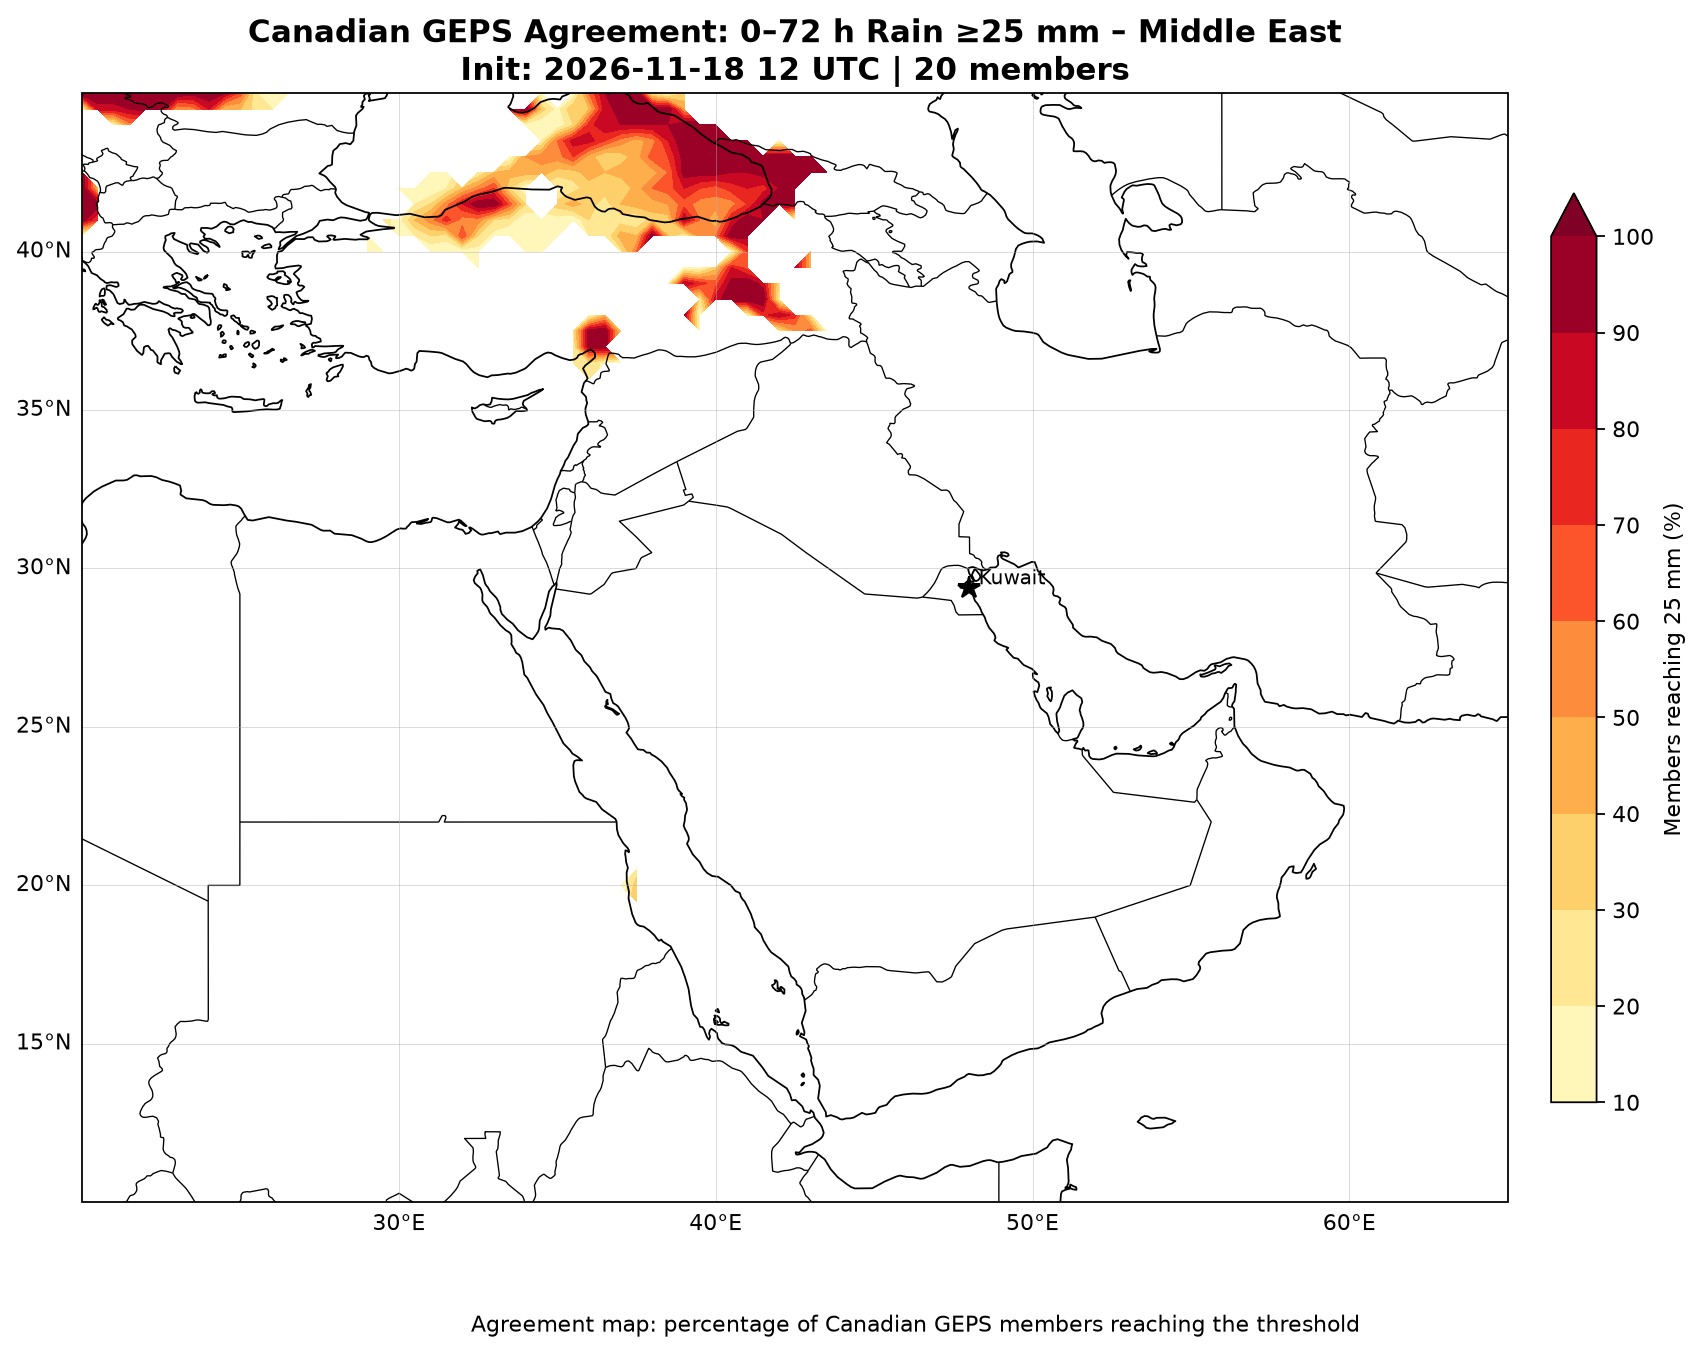 Canadian GEPS Agreement: 0–72 h Rain ≥25 mm – Middle East
Init: 2026-11-18 12 UTC | 20 members
40°N
35°N
30°N
25°N
20°N
15°N
30°E
40°E
50°E
60°E
Kuwait
100
90
80
70
60
50
40
30
20
10
Members reaching 25 mm (%)
Agreement map: percentage of Canadian GEPS members reaching the threshold